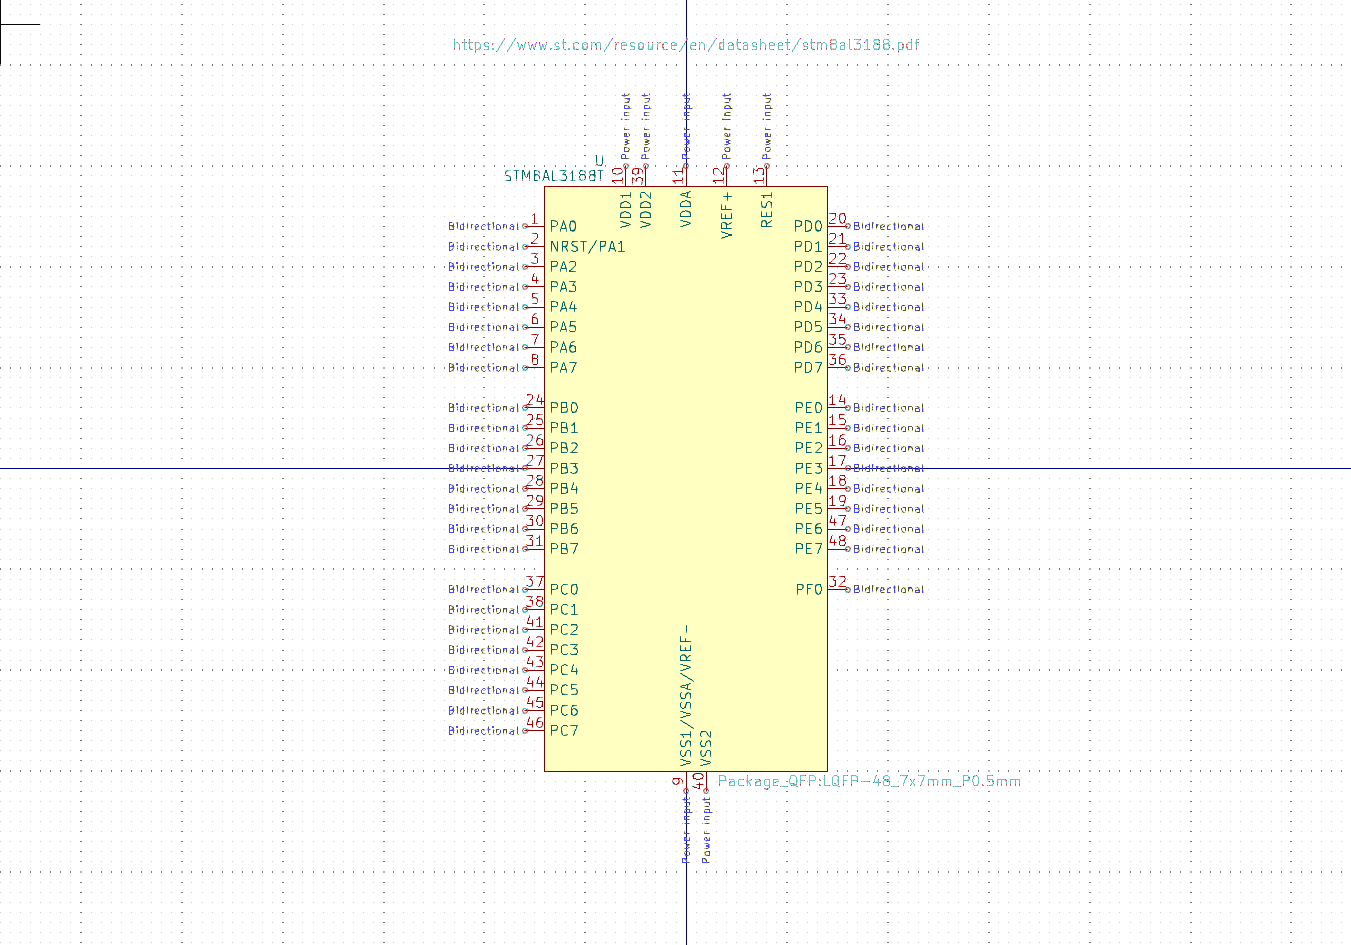 https://www.st.com/resource/en/datasheet/stm8al3188.pdf
U
STM8AL3188T
Power input 10 VDD1
Power input 39 VDD2
Power input 11 VDDA
Power input 12 VREF+
Power input 13 RES1
Bidirectional 1 PA0
Bidirectional 2 NRST/PA1
Bidirectional 3 PA2
Bidirectional 4 PA3
Bidirectional 5 PA4
Bidirectional 6 PA5
Bidirectional 7 PA6
Bidirectional 8 PA7
Bidirectional 24 PB0
Bidirectional 25 PB1
Bidirectional 26 PB2
Bidirectional 27 PB3
Bidirectional 28 PB4
Bidirectional 29 PB5
Bidirectional 30 PB6
Bidirectional 31 PB7
Bidirectional 37 PC0
Bidirectional 38 PC1
Bidirectional 41 PC2
Bidirectional 42 PC3
Bidirectional 43 PC4
Bidirectional 44 PC5
Bidirectional 45 PC6
Bidirectional 46 PC7
PD0 20 Bidirectional
PD1 21 Bidirectional
PD2 22 Bidirectional
PD3 23 Bidirectional
PD4 33 Bidirectional
PD5 34 Bidirectional
PD6 35 Bidirectional
PD7 36 Bidirectional
PE0 14 Bidirectional
PE1 15 Bidirectional
PE2 16 Bidirectional
PE3 17 Bidirectional
PE4 18 Bidirectional
PE5 19 Bidirectional
PE6 47 Bidirectional
PE7 48 Bidirectional
PF0 32 Bidirectional
Power input 9 VSS1/VSSA/VREF-
Power input 40 VSS2
Package_QFP:LQFP-48_7x7mm_P0.5mm